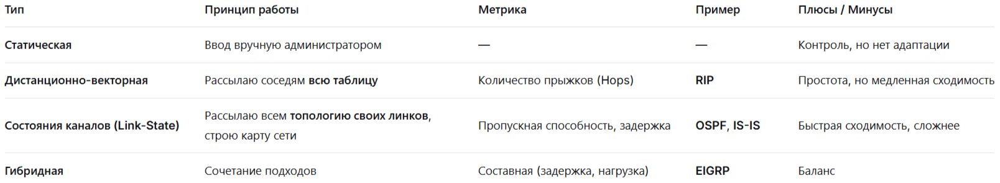 Тип Принцип работы Метрика Пример Плюсы / Минусы
Статическая Ввод вручную администратором — — Контроль, но нет адаптации
Дистанционно-векторная Рассылаю соседям всю таблицу Количество прыжков (Hops) RIP Простота, но медленная сходимость
Состояния каналов (Link-State) Рассылаю всем топологию своих линков,
строю карту сети Пропускная способность, задержка OSPF, IS-IS Быстрая сходимость, сложнее
Гибридная Сочетание подходов Составная (задержка, нагрузка) EIGRP Баланс